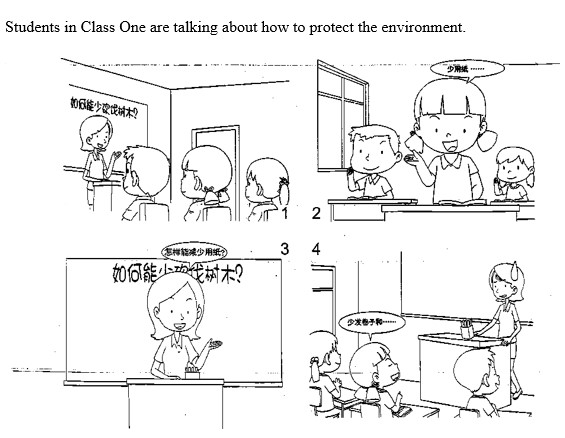 Students in Class One are talking about how to protect the environment.
如何能少砍伐树木?
1
2
少用纸……
3
怎样能减少用纸?
如何能少砍伐树木?
4
少发卷子和……